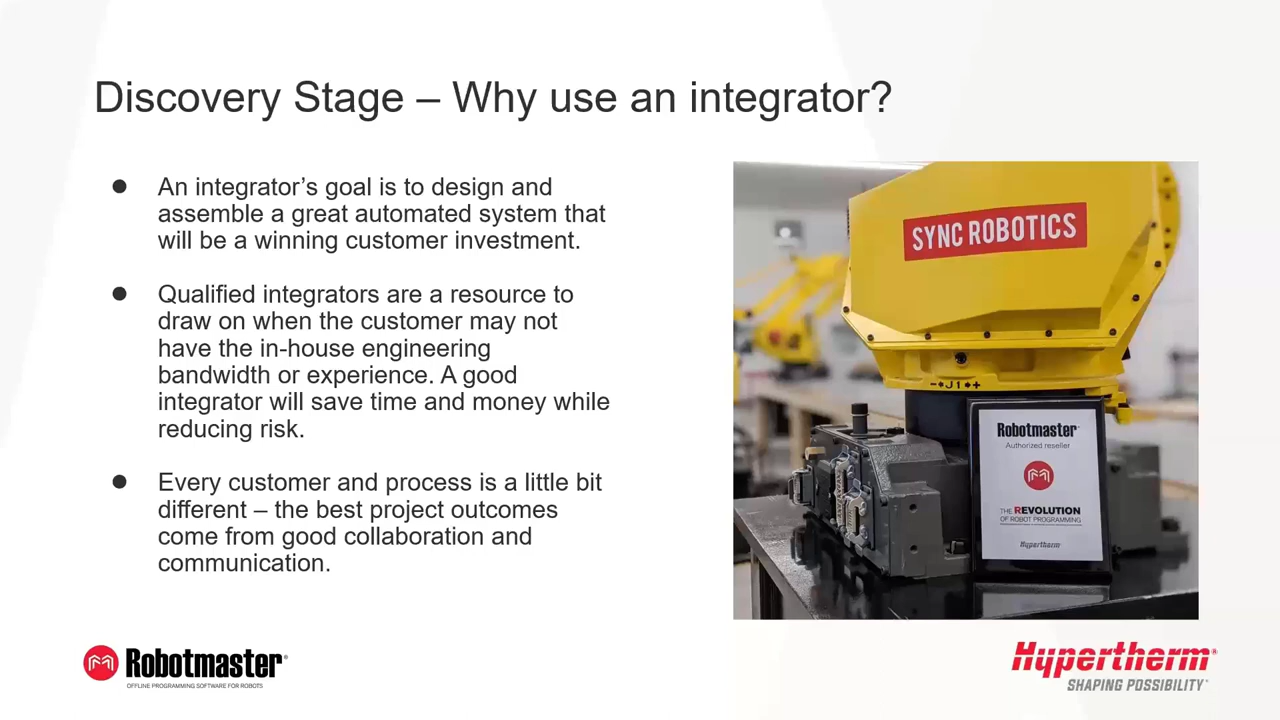 Discovery Stage – Why use an integrator?
● An integrator’s goal is to design and
assemble a great automated system that
will be a winning customer investment.
● Qualified integrators are a resource to
draw on when the customer may not
have the in-house engineering
bandwidth or experience. A good
integrator will save time and money while
reducing risk.
● Every customer and process is a little bit
different – the best project outcomes
come from good collaboration and
communication.
SYNC ROBOTICS
-J1+
Robotmaster
Authorized reseller
THE REVOLUTION
OF ROBOT PROGRAMMING
Hypertherm
Robotmaster®
OFFLINE PROGRAMMING SOFTWARE FOR ROBOTS
Hypertherm®
SHAPING POSSIBILITY®